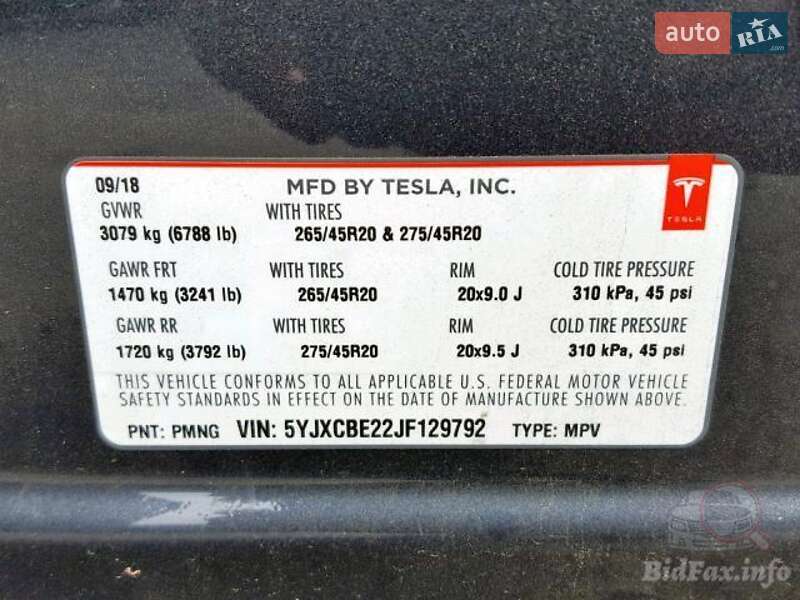 auto RIA
09/18 MFD BY TESLA, INC.
TESLA
GVWR WITH TIRES
3079 kg (6788 lb) 265/45R20 & 275/45R20
GAWR FRT WITH TIRES RIM COLD TIRE PRESSURE
1470 kg (3241 lb) 265/45R20 20x9.0 J 310 kPa, 45 psi
GAWR RR WITH TIRES RIM COLD TIRE PRESSURE
1720 kg (3792 lb) 275/45R20 20x9.5 J 310 kPa, 45 psi
THIS VEHICLE CONFORMS TO ALL APPLICABLE U.S. FEDERAL MOTOR VEHICLE
SAFETY STANDARDS IN EFFECT ON THE DATE OF MANUFACTURE SHOWN ABOVE.
PNT: PMNG VIN: 5YJXCBE22JF129792 TYPE: MPV
BidFax.info